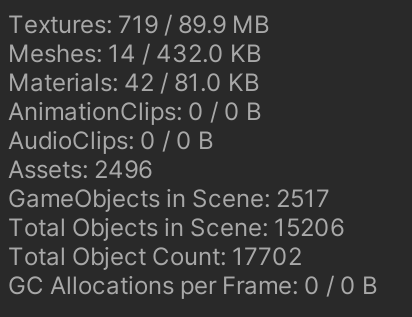 Textures: 719 / 89.9 MB
Meshes: 14 / 432.0 KB
Materials: 42 / 81.0 KB
AnimationClips: 0 / 0 B
AudioClips: 0 / 0 B
Assets: 2496
GameObjects in Scene: 2517
Total Objects in Scene: 15206
Total Object Count: 17702
GC Allocations per Frame: 0 / 0 B